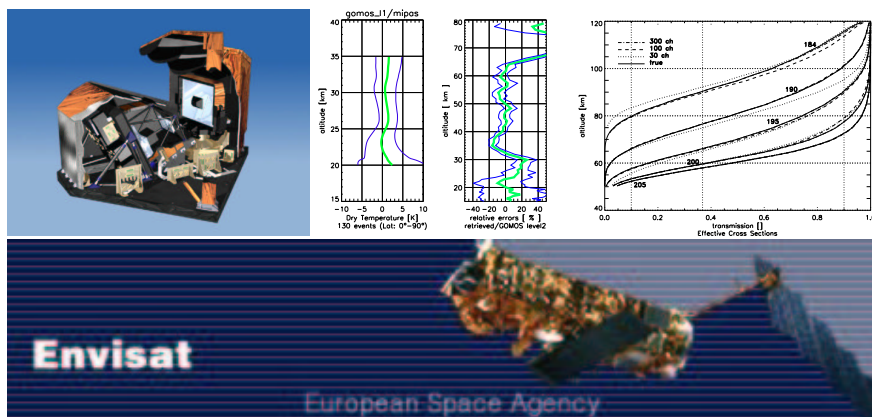 gomos_l1/mipas
40
35
30
25
20
15
altitude [km]
-10 -5 0 5 10
Dry Temperature [K]
130 events (Lat: 0°-90°)
80
70
60
50
40
30
20
altitude [km]
-40 -20 0 20 40
relative errors [ % ]
retrieved/GOMOS level2
120
100
80
60
40
altitude [km]
300 ch
100 ch
30 ch
true
184
190
195
200
205
0.0 0.2 0.4 0.6 0.8 1.0
transmission []
Effective Cross Sections
Envisat
European Space Agency